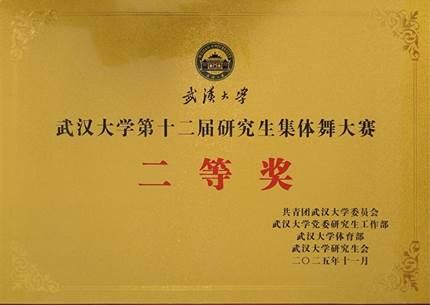 武汉大学
武汉大学第十二届研究生集体舞大赛
二等奖
共青团武汉大学委员会
武汉大学党委研究生工作部
武汉大学体育部
武汉大学研究生会
二〇二五年十一月